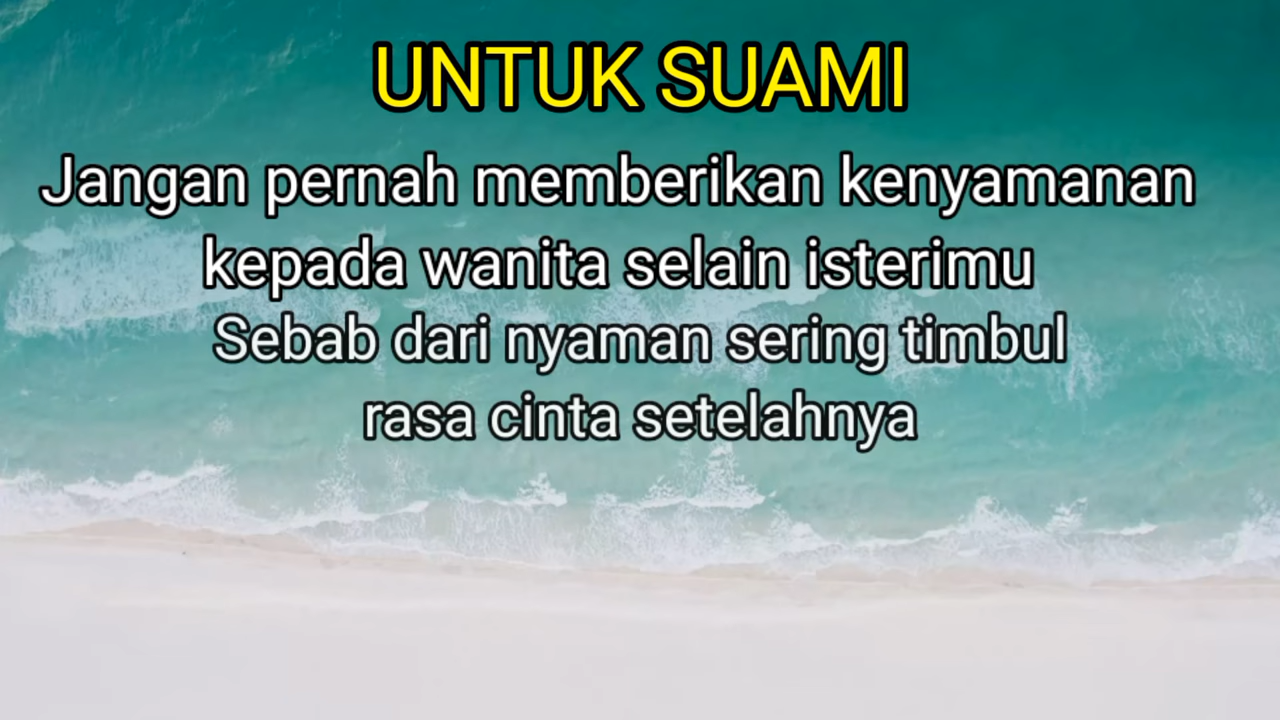 UNTUK SUAMI
Jangan pernah memberikan kenyamanan
kepada wanita selain isterimu
Sebab dari nyaman sering timbul
rasa cinta setelahnya